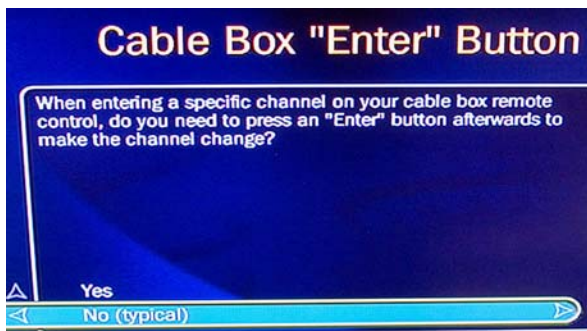 Cable Box "Enter" Button
When entering a specific channel on your cable box remote
control, do you need to press an "Enter" button afterwards to
make the channel change?
Yes
No (typical)